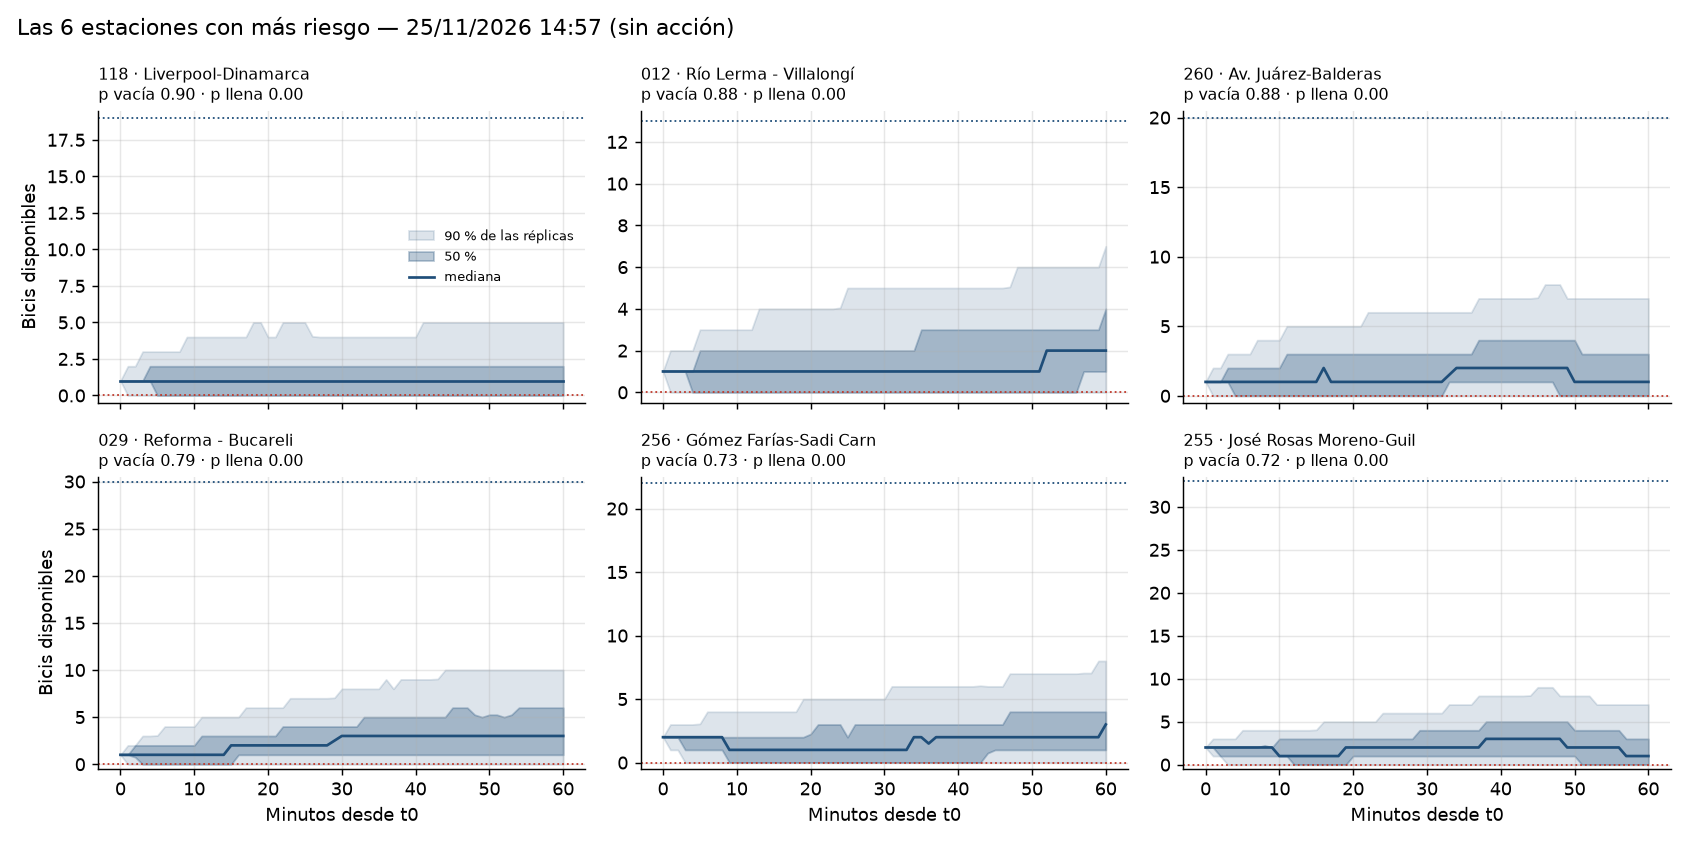 Las 6 estaciones con más riesgo — 25/11/2026 14:57 (sin acción)
118 · Liverpool-Dinamarca
p vacía 0.90 · p llena 0.00
Bicis disponibles
17.5
15.0
12.5
10.0
7.5
5.0
2.5
0.0
90 % de las réplicas
50 %
mediana
012 · Río Lerma - Villalongí
p vacía 0.88 · p llena 0.00
12
10
8
6
4
2
0
260 · Av. Juárez-Balderas
p vacía 0.88 · p llena 0.00
20
15
10
5
0
029 · Reforma - Bucareli
p vacía 0.79 · p llena 0.00
Bicis disponibles
30
25
20
15
10
5
0
0 10 20 30 40 50 60
Minutos desde t0
256 · Gómez Farías-Sadi Carn
p vacía 0.73 · p llena 0.00
20
15
10
5
0
0 10 20 30 40 50 60
Minutos desde t0
255 · José Rosas Moreno-Guil
p vacía 0.72 · p llena 0.00
30
25
20
15
10
5
0
0 10 20 30 40 50 60
Minutos desde t0